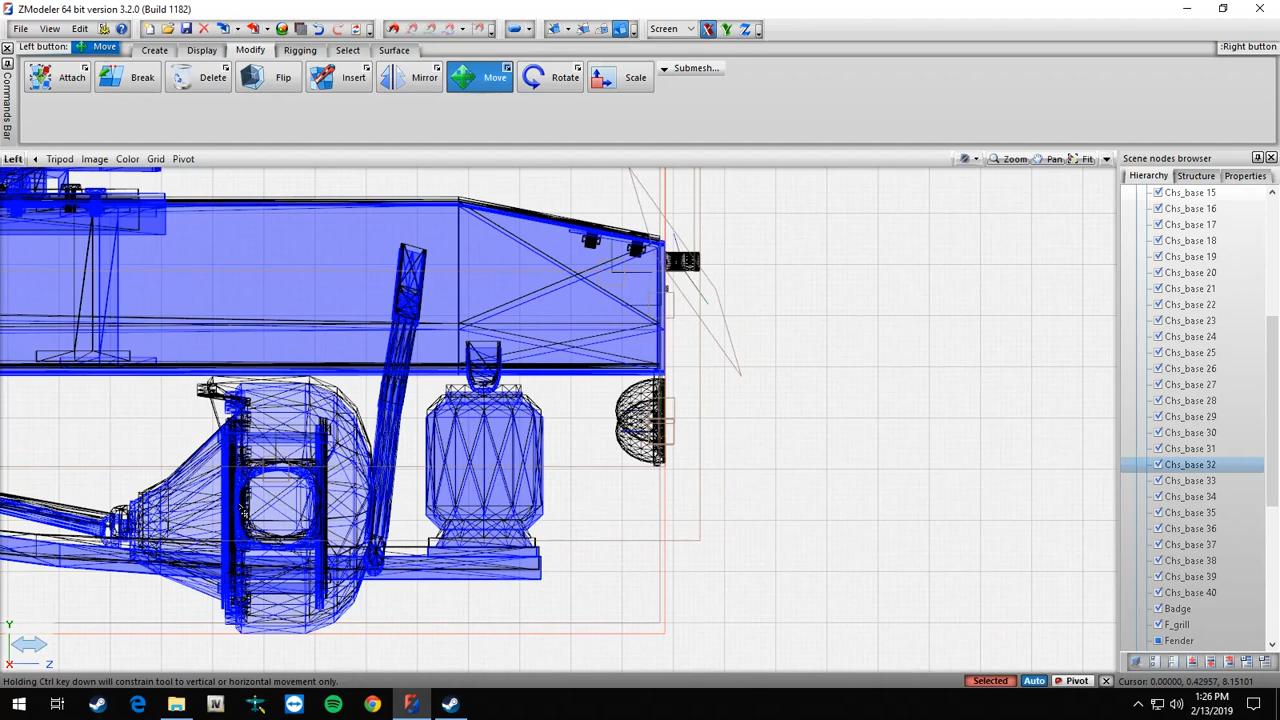 ZModeler 64 bit version 3.2.0 (Build 1182)
File View Edit
Screen X Y Z
Left button: Move
:Right button
Create Display Modify Rigging Select Surface
Commands Bar
Attach Break Delete Flip Insert Mirror Move Rotate Scale Submesh...
Left Tripod Image Color Grid Pivot
Zoom Pan Fit
Scene nodes browser
Hierarchy Structure Properties
Chs_base 15
Chs_base 16
Chs_base 17
Chs_base 18
Chs_base 19
Chs_base 20
Chs_base 21
Chs_base 22
Chs_base 23
Chs_base 24
Chs_base 25
Chs_base 26
Chs_base 27
Chs_base 28
Chs_base 29
Chs_base 30
Chs_base 31
Chs_base 32
Chs_base 33
Chs_base 34
Chs_base 35
Chs_base 36
Chs_base 37
Chs_base 38
Chs_base 39
Chs_base 40
Badge
F_grill
Fender
Y
X Z
Holding Ctrl key down will constrain tool to vertical or horizontal movement only.
Selected Auto Pivot
Cursor: 0.00000, 0.42957, 8.15101
1:26 PM
2/13/2019